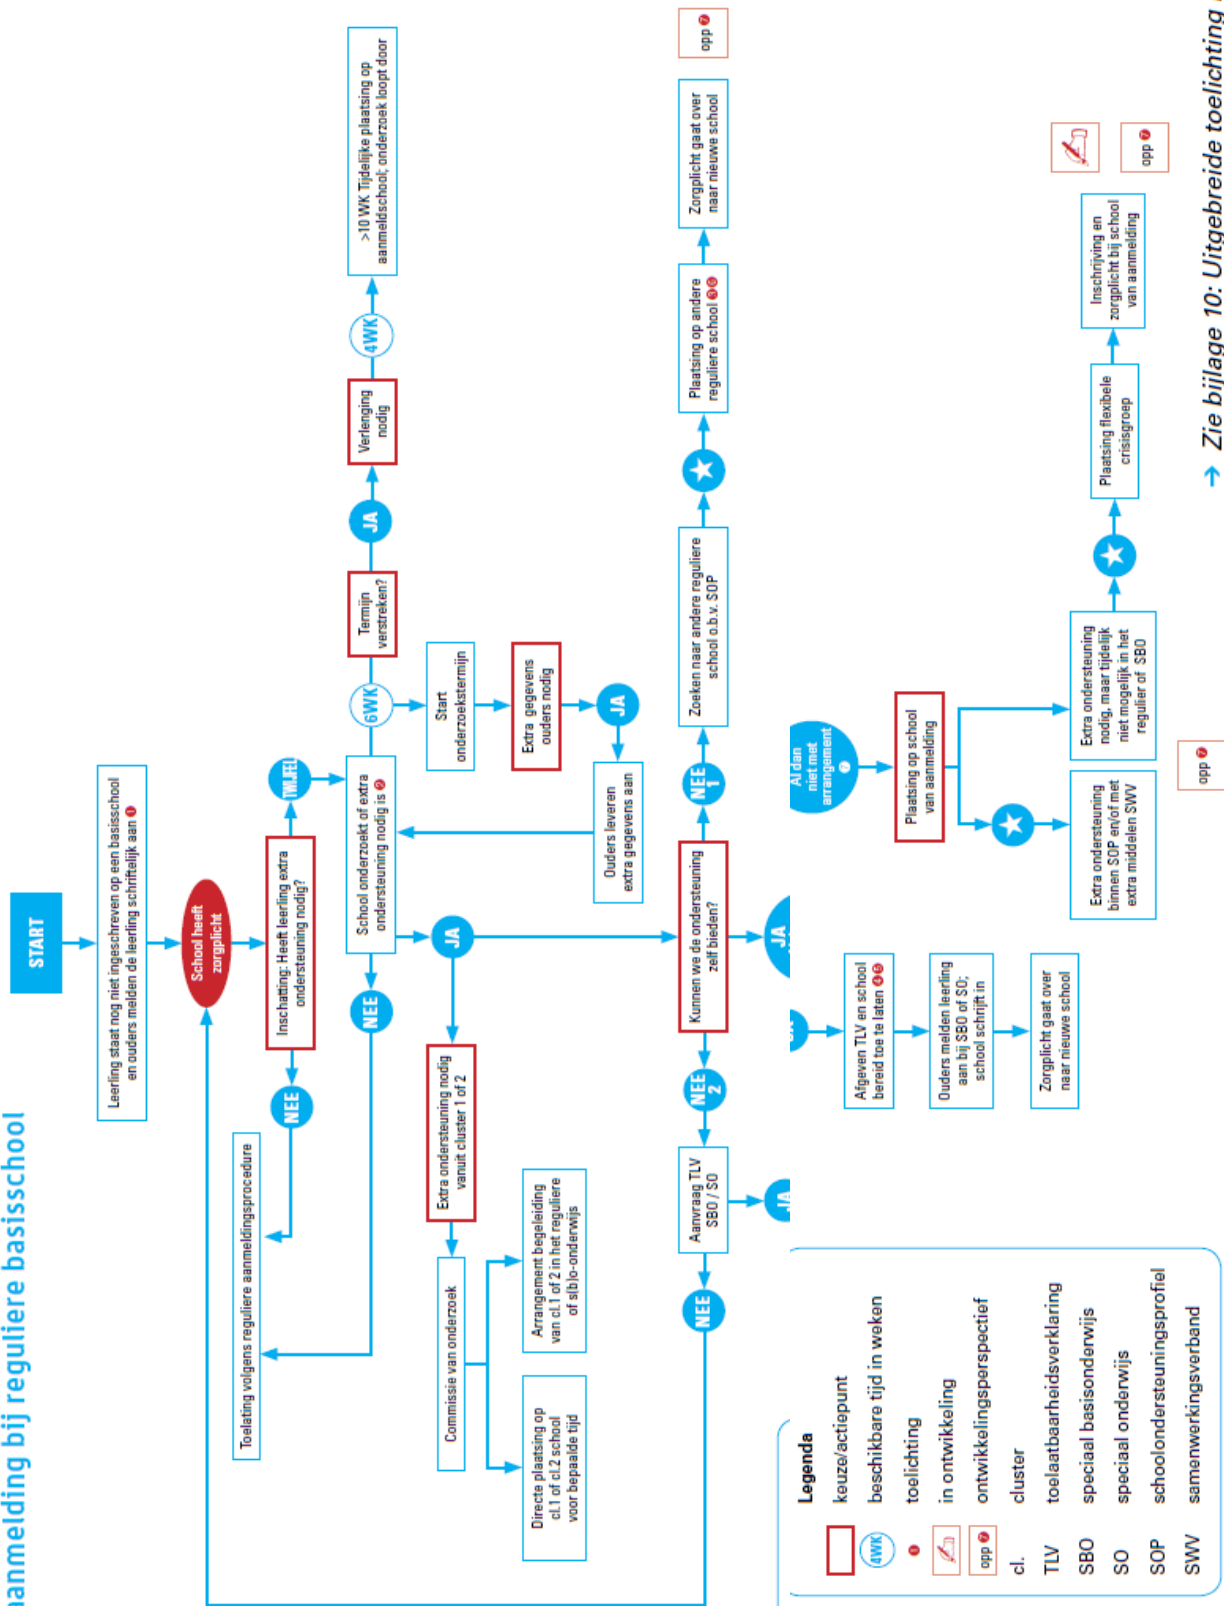 aanmelding bij reguliere basisschool
START
Leerling staat nog niet ingeschreven op een basisschool
en ouders melden de leerling schriftelijk aan 1
School heeft
zorgplicht
Inschatting: Heeft leerling extra
ondersteuning nodig?
NEE
TWIJFEL
Toelating volgens reguliere aanmeldingsprocedure
School onderzoekt of extra
ondersteuning nodig is 2
NEE
JA
6WK
Termijn
verstreken?
JA
Verlenging
nodig
4WK
>10 WK Tijdelijke plaatsing op
aanmeldschool; onderzoek loopt door
Start
onderzoekstermijn
Extra gegevens
ouders nodig
JA
Ouders leveren
extra gegevens aan
Extra ondersteuning nodig
vanuit cluster 1 of 2
Commissie van onderzoek
Directe plaatsing op
cl.1 of cl.2 school
voor bepaalde tijd
Arrangement begeleiding
van cl.1 of 2 in het reguliere
of s(b)o-onderwijs
Kunnen we de ondersteuning
zelf bieden?
NEE
1
Zoeken naar andere reguliere
school o.b.v. SOP
Plaatsing op andere
reguliere school
Zorgplicht gaat over
naar nieuwe school
opp 7
NEE
2
Aanvraag TLV
SBO / SO
NEE
JA
JA
Afgeven TLV en school
bereid toe te laten
Ouders melden leerling
aan bij SBO of SO;
school schrijft in
Zorgplicht gaat over
naar nieuwe school
Al dan
niet met
arrangement
7
Plaatsing op school
van aanmelding
Extra ondersteuning
binnen SOP en/of met
extra middelen SWV
opp 7
Extra ondersteuning
nodig, maar tijdelijk
niet mogelijk in het
regulier of SBO
Plaatsing flexibele
crisisgroep
Inschrijving en
zorgplicht bij school
van aanmelding
opp 7
Legenda
keuze/actiepunt
4WK beschikbare tijd in weken
1 toelichting
in ontwikkeling
opp 7 ontwikkelingsperspectief
cl. cluster
TLV toelaatbaarheidsverklaring
SBO speciaal basisonderwijs
SO speciaal onderwijs
SOP schoolondersteuningsprofiel
SWV samenwerkingsverband
→ Zie bijlage 10: Uitgebreide toelichting